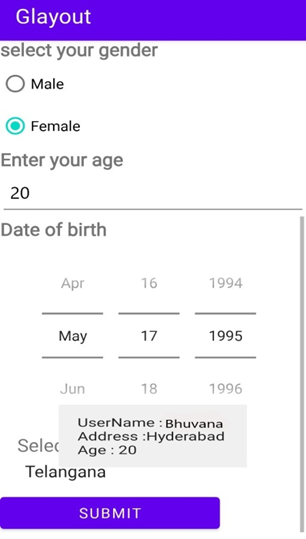 Glayout
select your gender
Male
Female
Enter your age
20
Date of birth
Apr 16 1994
May 17 1995
Jun 18 1996
UserName : Bhuvana
Address :Hyderabad
Age : 20
Telangana
SUBMIT